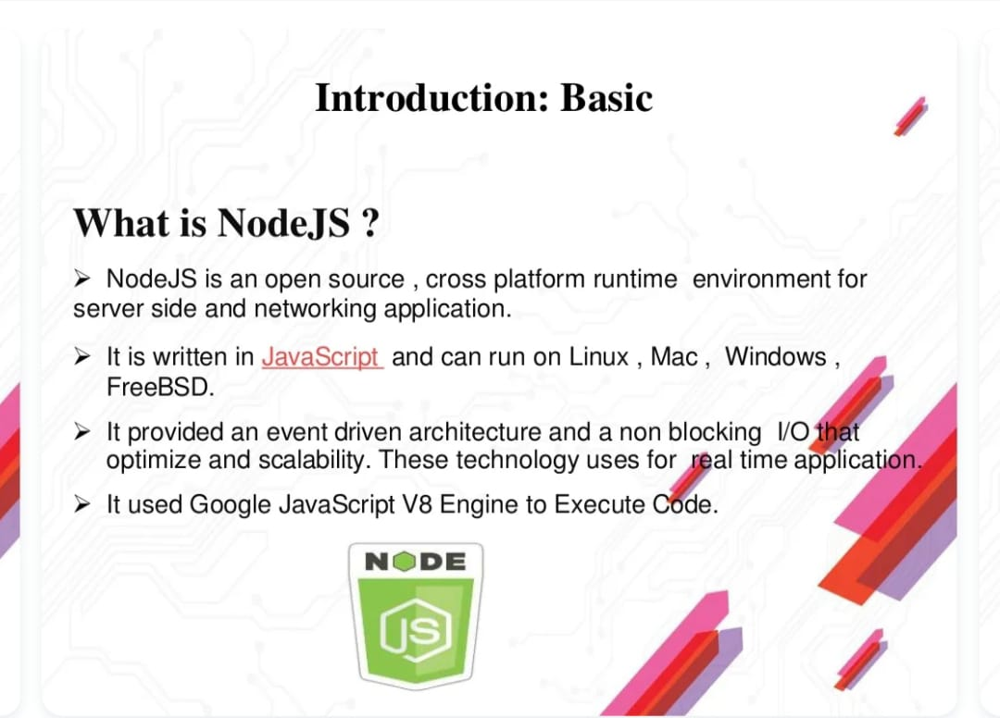 Introduction: Basic
What is NodeJS ?
➢ NodeJS is an open source , cross platform runtime environment for
server side and networking application.
➢ It is written in JavaScript and can run on Linux , Mac , Windows ,
FreeBSD.
➢ It provided an event driven architecture and a non blocking I/O that
optimize and scalability. These technology uses for real time application.
➢ It used Google JavaScript V8 Engine to Execute Code.
NODE
JS